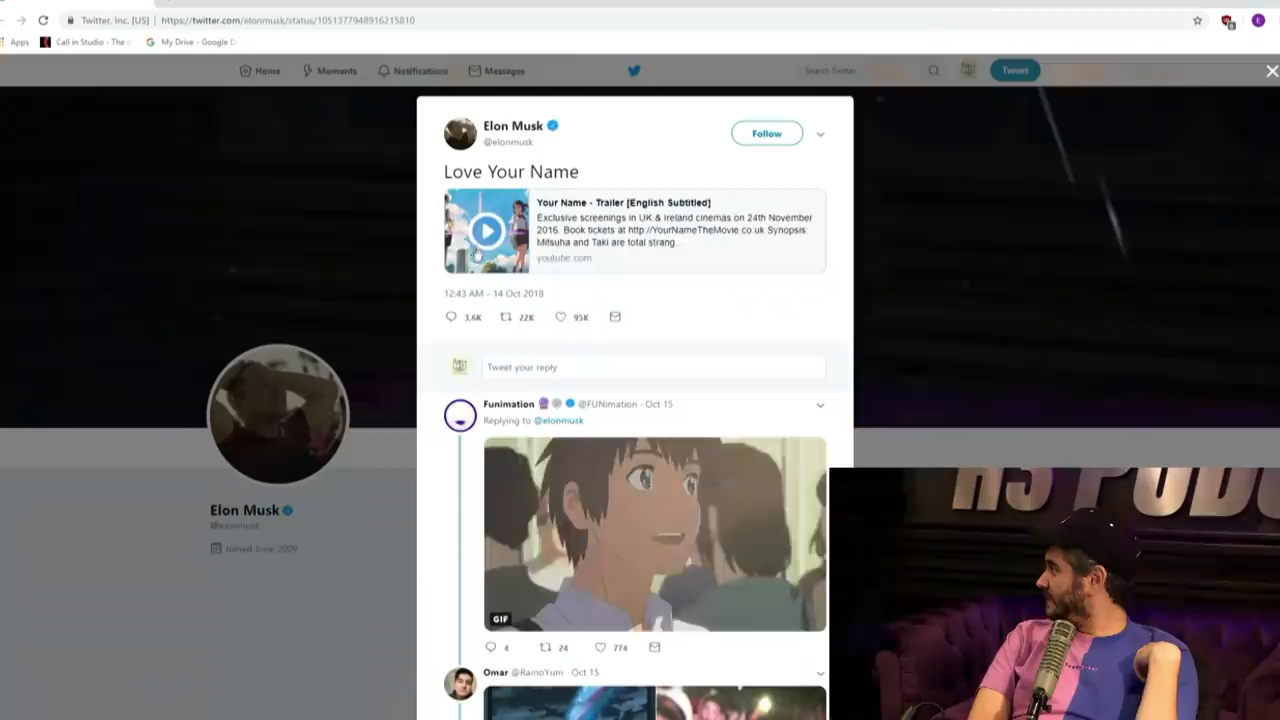 Twitter, Inc. [US] | https://twitter.com/elonmusk/status/1051377948916215810
Apps Call in Studio - The c My Drive - Google D
Home Moments Notifications Messages Search Twitter Tweet
Elon Musk
@elonmusk
Follow
Love Your Name
Your Name - Trailer [English Subtitled]
Exclusive screenings in UK & Ireland cinemas on 24th November
2016. Book tickets at http://YourNameTheMovie.co.uk Synopsis:
Mitsuha and Taki are total strang...
youtube.com
12:43 AM - 14 Oct 2018
3.6K 22K 95K
Tweet your reply
Funimation @FUNimation · Oct 15
Replying to @elonmusk
GIF
4 24 774
Omar @RamoYum · Oct 15
Elon Musk
@elonmusk
Joined June 2009
H3 PODC